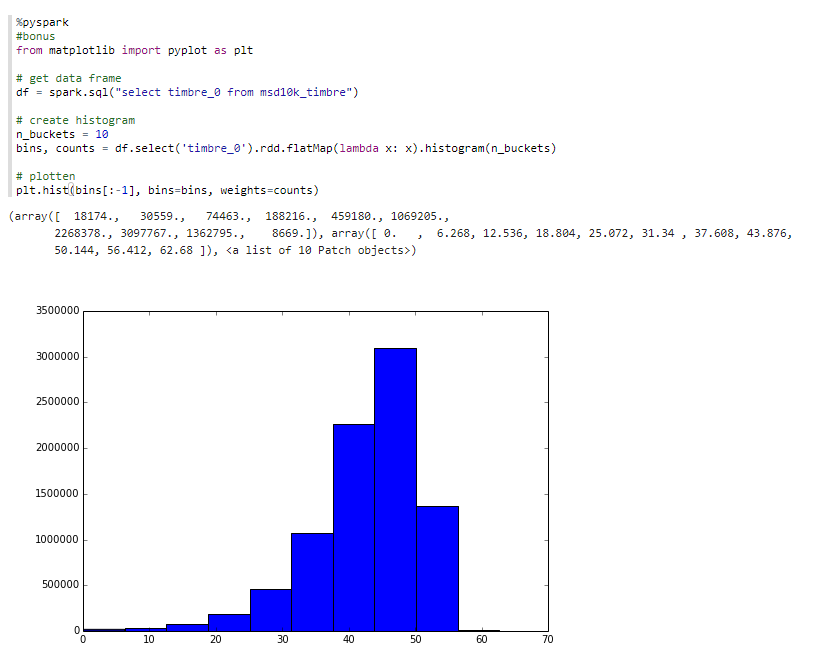 %pyspark
#bonus
from matplotlib import pyplot as plt
# get data frame
df = spark.sql("select timbre_0 from msd10k_timbre")
# create histogram
n_buckets = 10
bins, counts = df.select('timbre_0').rdd.flatMap(lambda x: x).histogram(n_buckets)
# plotten
plt.hist(bins[:-1], bins=bins, weights=counts)
(array([  18174.,   30559.,   74463.,  188216.,  459180., 1069205.,
2268378., 3097767., 1362795.,    8669.]), array([ 0.   ,  6.268, 12.536, 18.804, 25.072, 31.34 , 37.608, 43.876,
50.144, 56.412, 62.68 ]), <a list of 10 Patch objects>)
3500000
3000000
2500000
2000000
1500000
1000000
500000
0
0 10 20 30 40 50 60 70